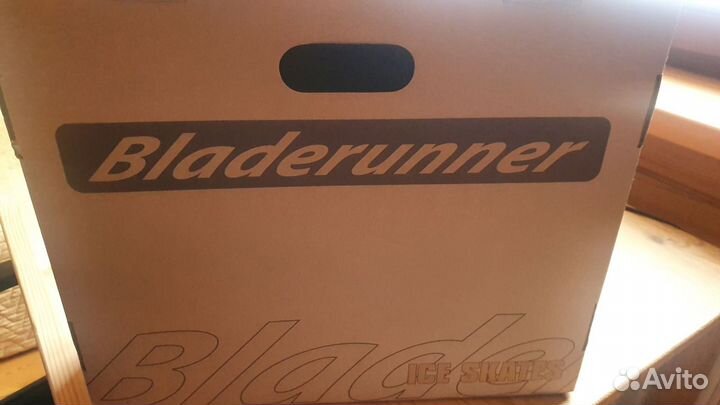 Bladerunner
Blade
ICE SKATES
Avito